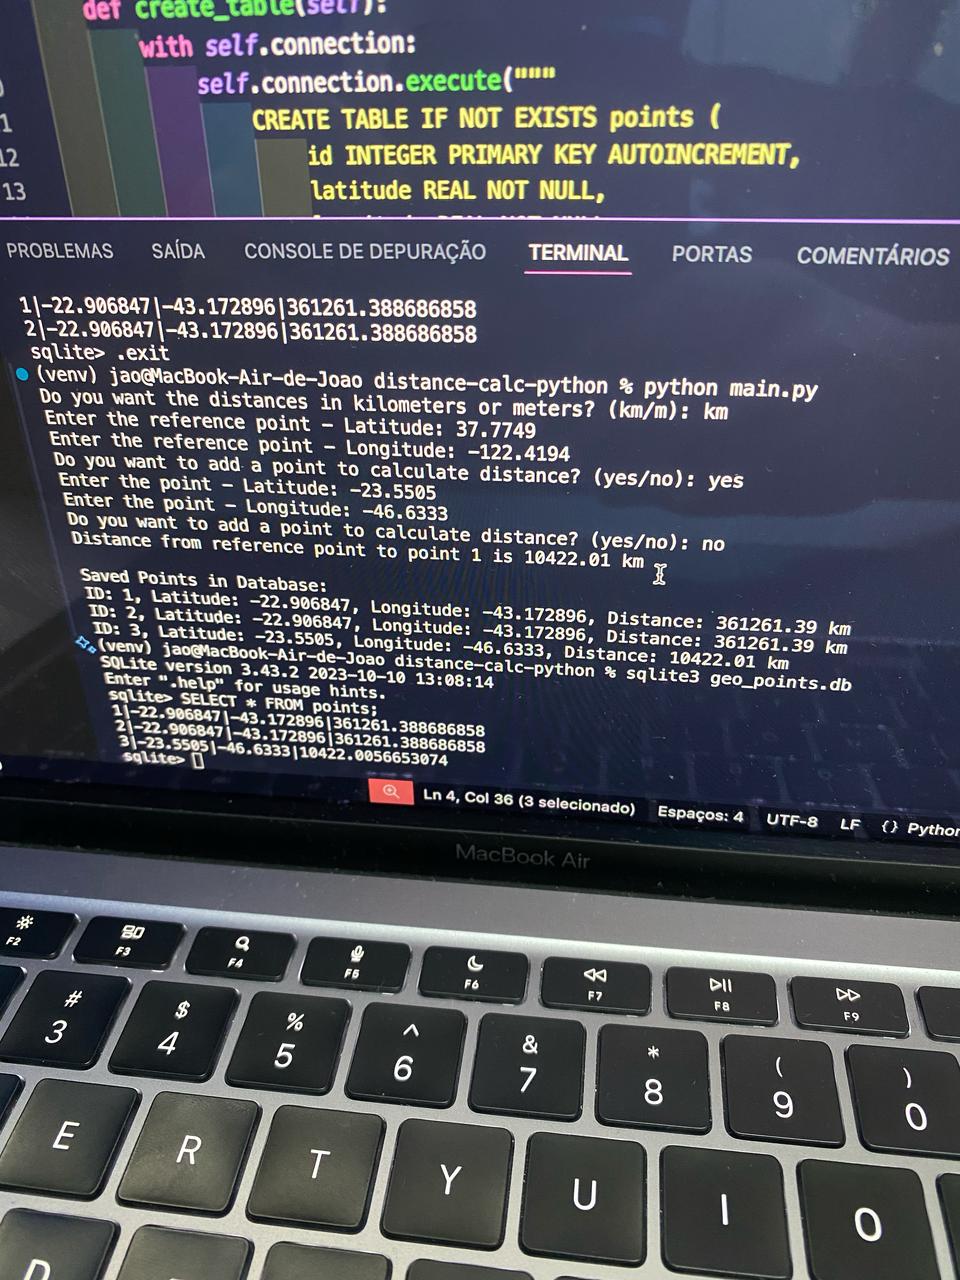 def create_table(self):
with self.connection:
self.connection.execute("""
CREATE TABLE IF NOT EXISTS points (
id INTEGER PRIMARY KEY AUTOINCREMENT,
latitude REAL NOT NULL,
12
13
PROBLEMAS SAÍDA CONSOLE DE DEPURAÇÃO TERMINAL PORTAS COMENTÁRIOS
1|-22.906847|-43.172896|361261.388686858
2|-22.906847|-43.172896|361261.388686858
sqlite> .exit
(venv) jao@MacBook-Air-de-Joao distance-calc-python % python main.py
Do you want the distances in kilometers or meters? (km/m): km
Enter the reference point - Latitude: 37.7749
Enter the reference point - Longitude: -122.4194
Do you want to add a point to calculate distance? (yes/no): yes
Enter the point - Latitude: -23.5505
Enter the point - Longitude: -46.6333
Do you want to add a point to calculate distance? (yes/no): no
Distance from reference point to point 1 is 10422.01 km
Saved Points in Database:
ID: 1, Latitude: -22.906847, Longitude: -43.172896, Distance: 361261.39 km
ID: 2, Latitude: -22.906847, Longitude: -43.172896, Distance: 361261.39 km
ID: 3, Latitude: -23.5505, Longitude: -46.6333, Distance: 10422.01 km
(venv) jao@MacBook-Air-de-Joao distance-calc-python % sqlite3 geo_points.db
SQLite version 3.43.2 2023-10-10 13:08:14
Enter ".help" for usage hints.
sqlite> SELECT * FROM points;
1|-22.906847|-43.172896|361261.388686858
2|-22.906847|-43.172896|361261.388686858
3|-23.5505|-46.6333|10422.0056653074
sqlite>
Ln 4, Col 36 (3 selecionado) Espaços: 4 UTF-8 LF {} Python
MacBook Air
F2 F3 F4 F5 F6 F7 F8 F9
# $ % ^ & * ( )
3 4 5 6 7 8 9 0
E R T Y U I O
D